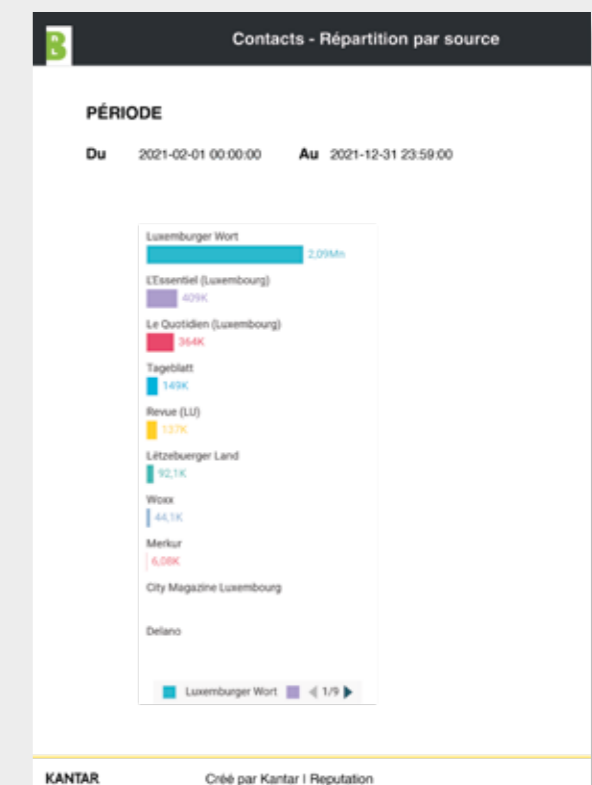 B
Contacts - Répartition par source
PÉRIODE
Du 2021-02-01 00:00:00 Au 2021-12-31 23:59:00
Luxemburger Wort
2,09Mn
L'Essentiel (Luxembourg)
409K
Le Quotidien (Luxembourg)
364K
Tageblatt
149K
Revue (LU)
137K
Lëtzebuerger Land
92,1K
Woxx
44,1K
Merkur
6,08K
City Magazine Luxembourg
Delano
Luxemburger Wort 1/9
KANTAR Créé par Kantar I Reputation